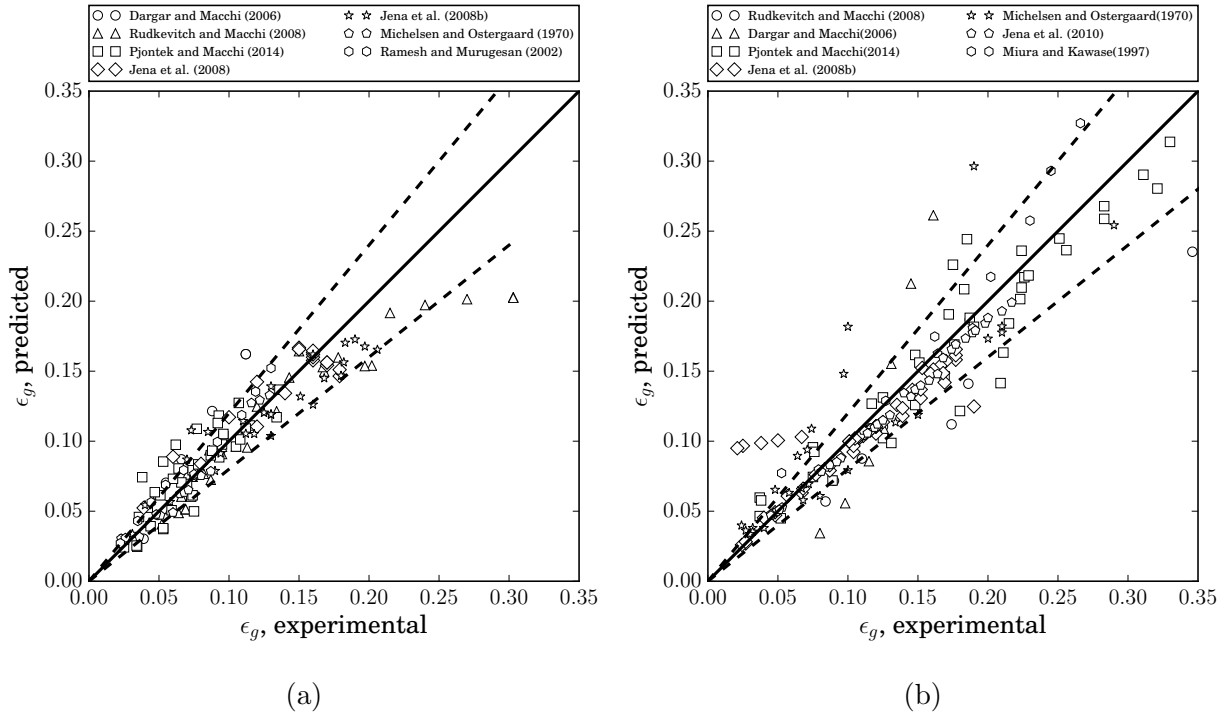 Dargar and Macchi (2006)
Rudkevitch and Macchi (2008)
Pjontek and Macchi (2014)
Jena et al. (2008)
Jena et al. (2008b)
Michelsen and Ostergaard (1970)
Ramesh and Murugesan (2002)
0.35
0.30
0.25
0.20
0.15
0.10
0.05
0.00
ϵg, predicted
0.00 0.05 0.10 0.15 0.20 0.25 0.30 0.35
ϵg, experimental
(a)
Rudkevitch and Macchi (2008)
Dargar and Macchi(2006)
Pjontek and Macchi(2014)
Jena et al. (2008b)
Michelsen and Ostergaard(1970)
Jena et al. (2010)
Miura and Kawase(1997)
0.35
0.30
0.25
0.20
0.15
0.10
0.05
0.00
ϵg, predicted
0.00 0.05 0.10 0.15 0.20 0.25 0.30 0.35
ϵg, experimental
(b)